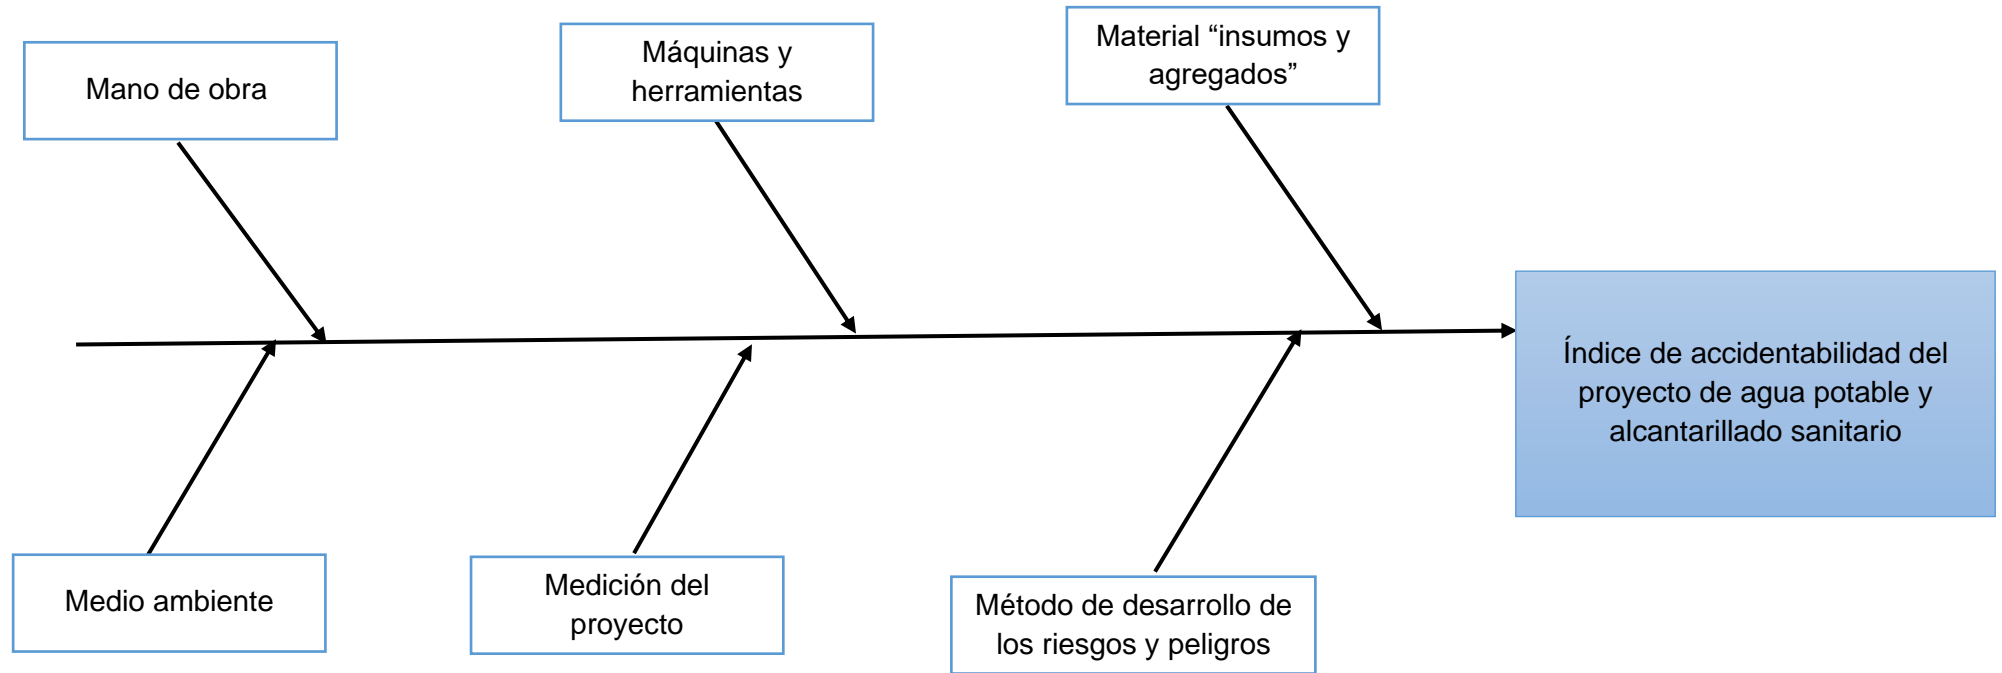 Mano de obra
Máquinas y
herramientas
Material “insumos y
agregados”
Índice de accidentabilidad del
proyecto de agua potable y
alcantarillado sanitario
Medio ambiente
Medición del
proyecto
Método de desarrollo de
los riesgos y peligros